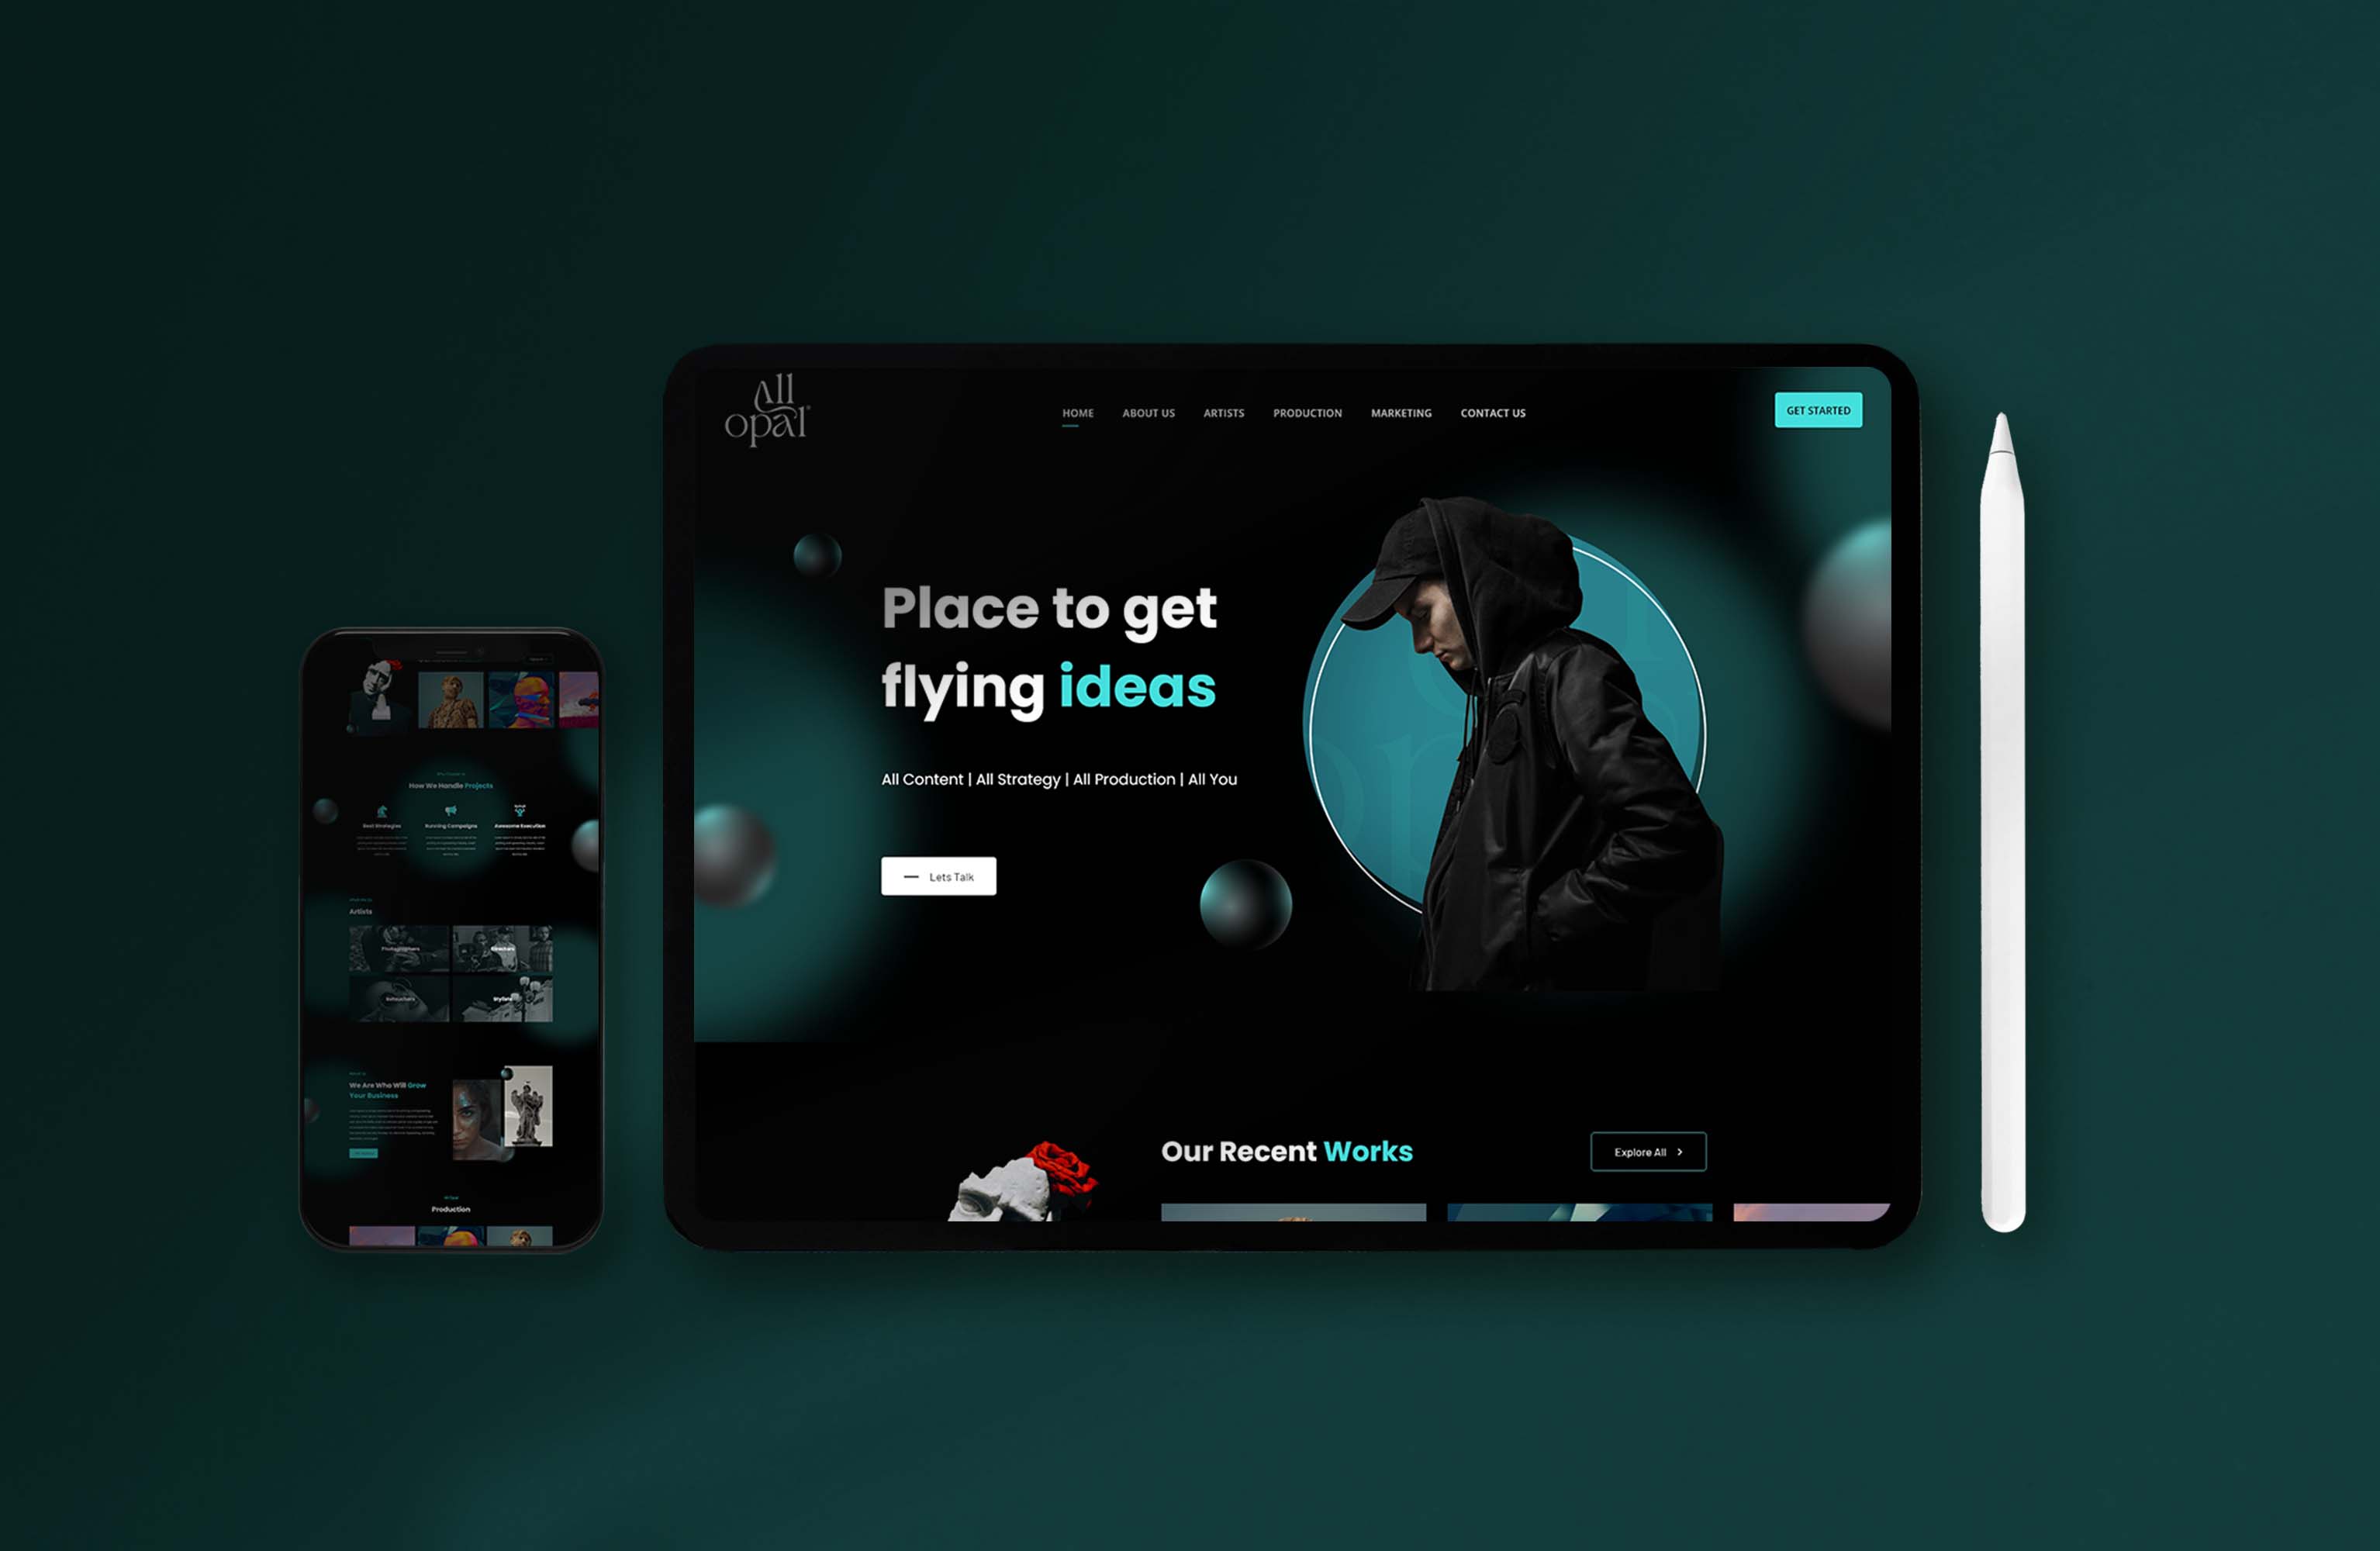 All
opal
HOME ABOUT US ARTISTS PRODUCTION MARKETING CONTACT US
GET STARTED
Place to get
flying ideas
All Content | All Strategy | All Production | All You
Lets Talk
Our Recent Works
Explore All
How We Handle Projects
Best Strategies Running Campaigns Awesome Execution
Artists
Photographers
Retouchers Stylists
We Are Who Will Grow
Your Business
Production